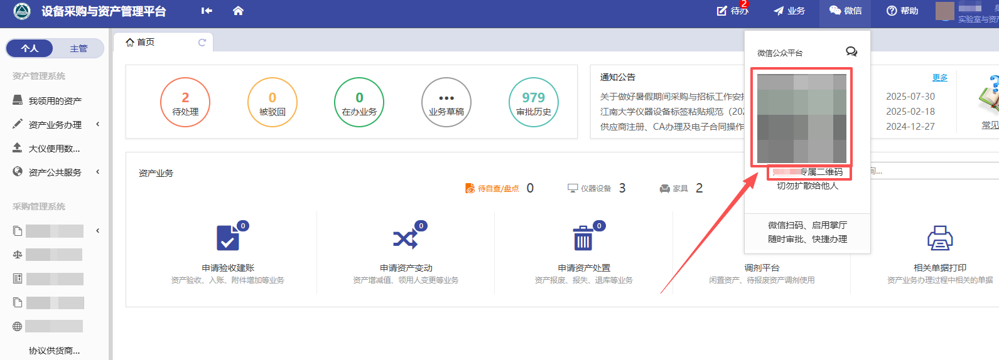 设备采购与资产管理平台
待办
2
业务
微信
帮助
实验室与资产
个人
主管
首页
资产管理系统
我领用的资产
资产业务办理
大仪使用数...
资产公共服务
采购管理系统
协议供货商...
2
待处理
0
被驳回
0
在办业务
业务草稿
979
审批历史
通知公告
更多
关于做好暑假期间采购与招标工作安排
2025-07-30
江南大学仪器设备标签粘贴规范（202
2025-02-18
供应商注册、CA办理及电子合同操作
2024-12-27
常见
微信公众平台
专属二维码
切勿扩散给他人
微信扫码、启用掌厅
随时审批、快捷办理
资产业务
待自查/盘点 0
仪器设备 3
家具 2
询...
0
申请验收建账
资产验收、入账、附件增加等业务
0
申请资产变动
资产增减值、领用人变更等业务
0
申请资产处置
资产报废、报失、退库等业务
调剂平台
闲置资产、待报废资产调剂使用
相关单据打印
资产业务办理过程中相关的单据